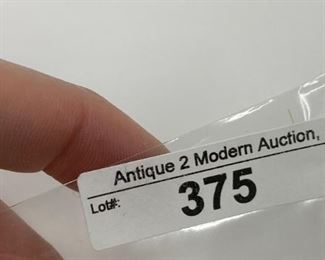 Antique 2 Modern Auction,
Lot#: 375